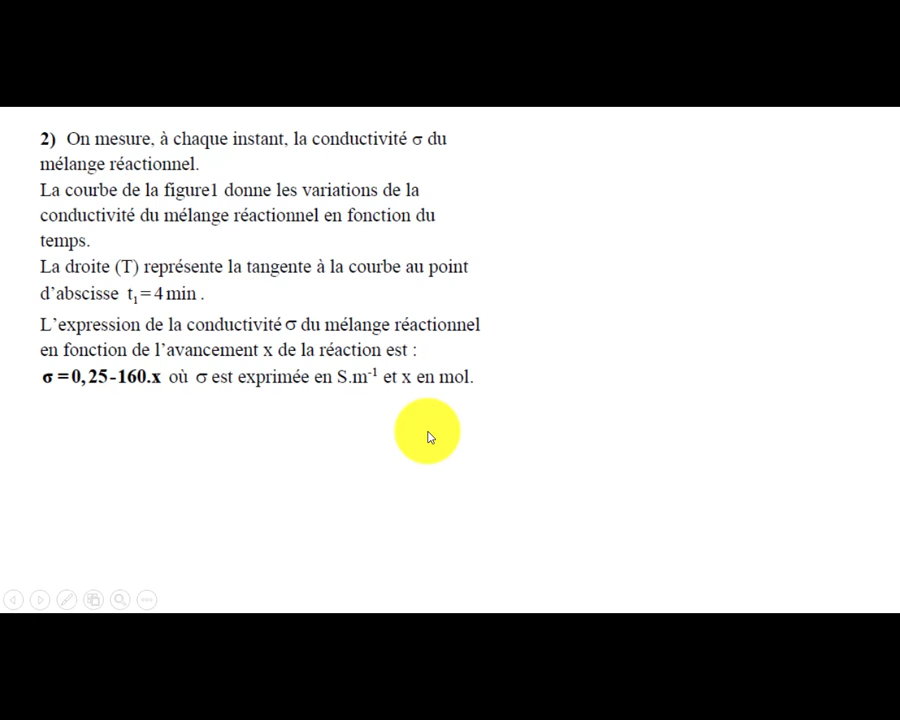 2) On mesure, à chaque instant, la conductivité σ du
mélange réactionnel.
La courbe de la figure1 donne les variations de la
conductivité du mélange réactionnel en fonction du
temps.
La droite (T) représente la tangente à la courbe au point
d’abscisse t₁=4min .
L’expression de la conductivité σ du mélange réactionnel
en fonction de l’avancement x de la réaction est :
σ =0,25-160.x où σ est exprimée en S.m⁻¹ et x en mol.